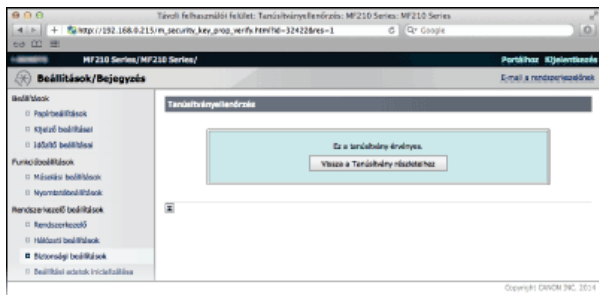 Távoli felhasználói felület: Tanúsítványellenőrzés: MF210 Series: MF210 Series
http://192.168.0.215/m_security_key_prop_verify.html?id=32422&res=1
Google
MF210 Series/MF210 Series/
Portálhoz Kijelentkezés
Beállítások/Bejegyzés
E-mail a rendszerkezelőnek
Beállítások
Papírbeállítások
Kijelző beállításai
Időzítő beállításai
Funkcióbeállítások
Másolási beállítások
Nyomtatóbeállítások
Rendszerkezelő beállítások
Rendszerkezelő
Hálózati beállítások
Biztonsági beállítások
Beállítási adatok inicializálása
Tanúsítványellenőrzés
Ez a tanúsítvány érvényes.
Vissza a Tanúsítvány részleteihez
Copyright CANON INC. 2014